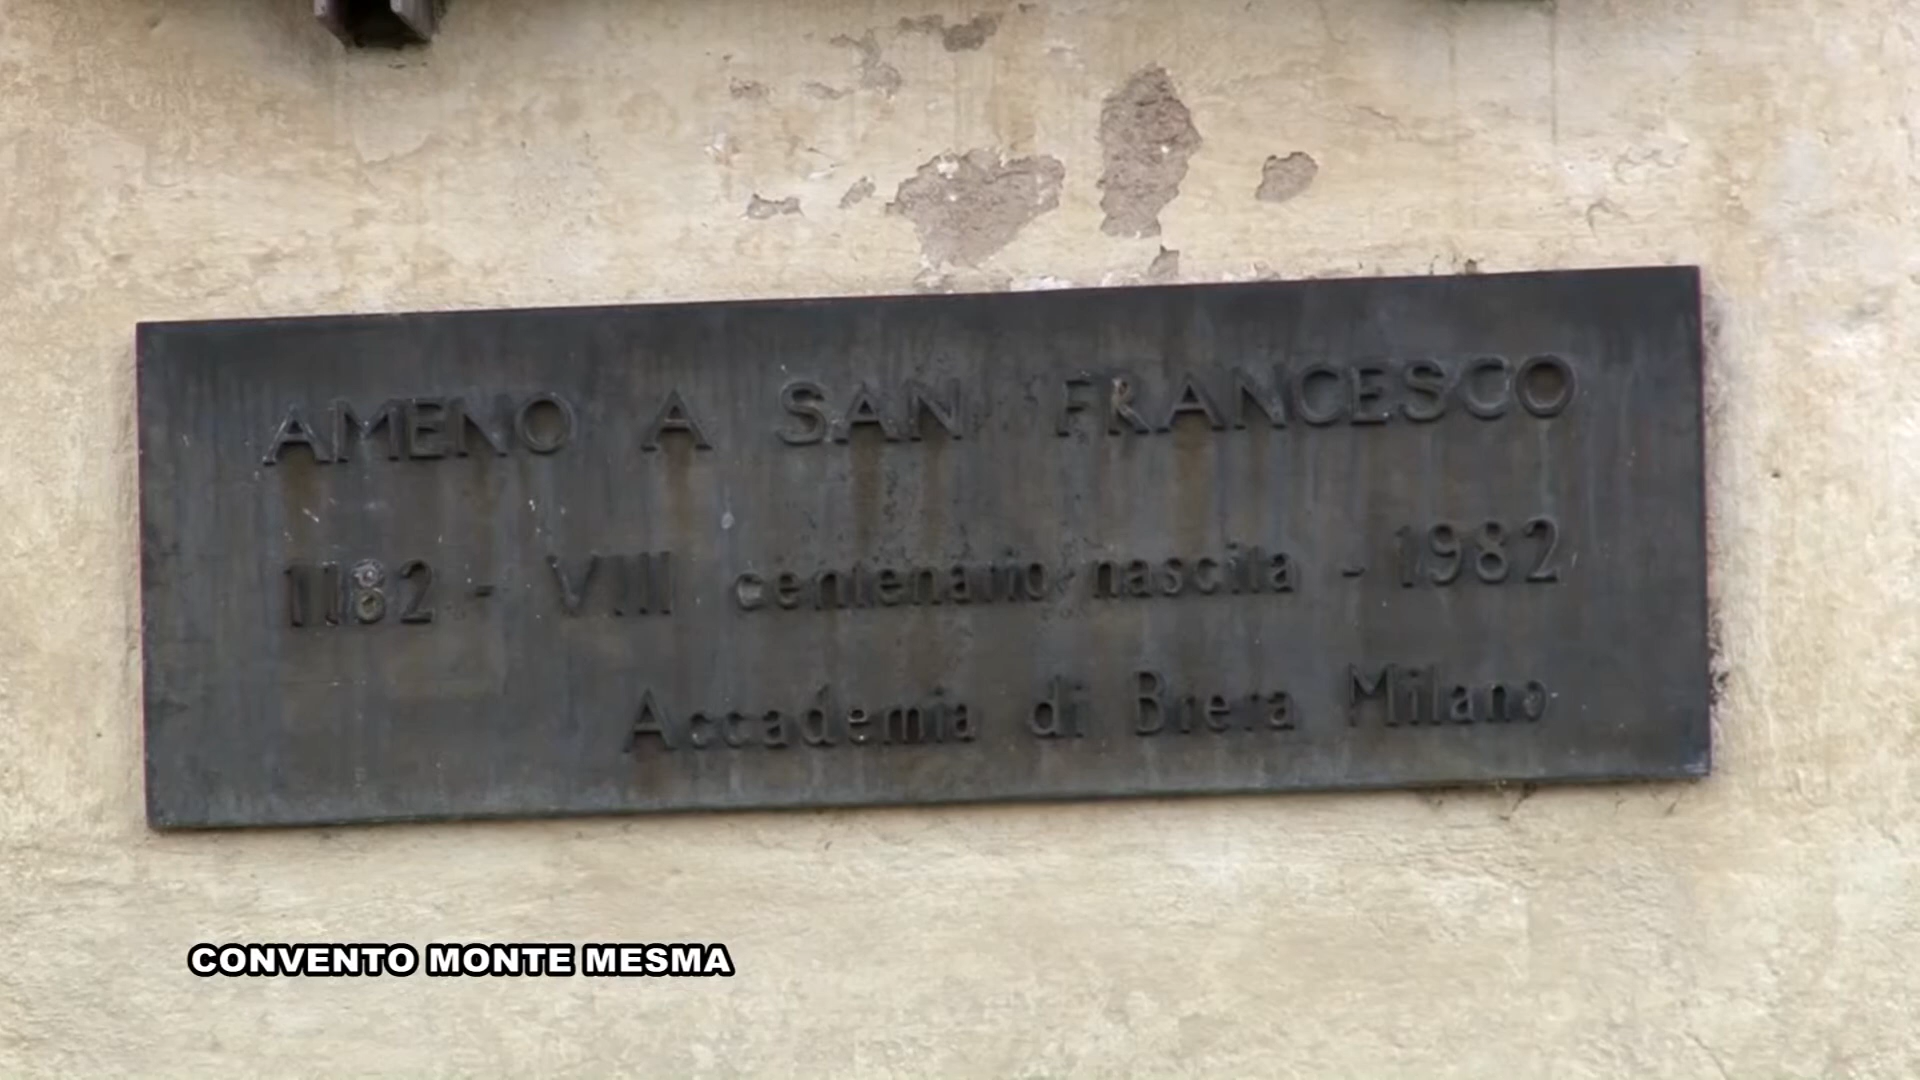 AMENO A SAN FRANCESCO
1182 - VIII centenario nascita - 1982
Accademia di Brera Milano
CONVENTO MONTE MESMA